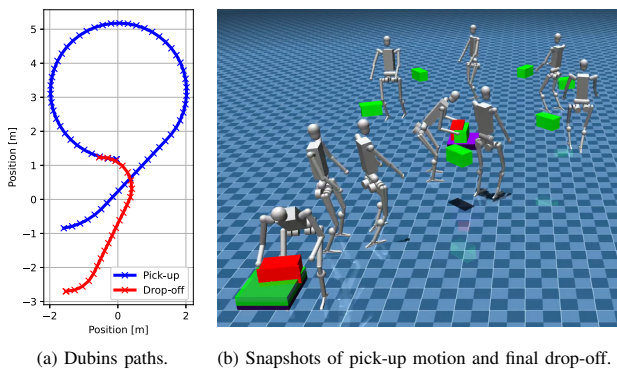 5
4
3
2
1
0
−1
−2
−3
Position [m]
Pick-up
Drop-off
−2 0 2
Position [m]
(a) Dubins paths.
(b) Snapshots of pick-up motion and final drop-off.